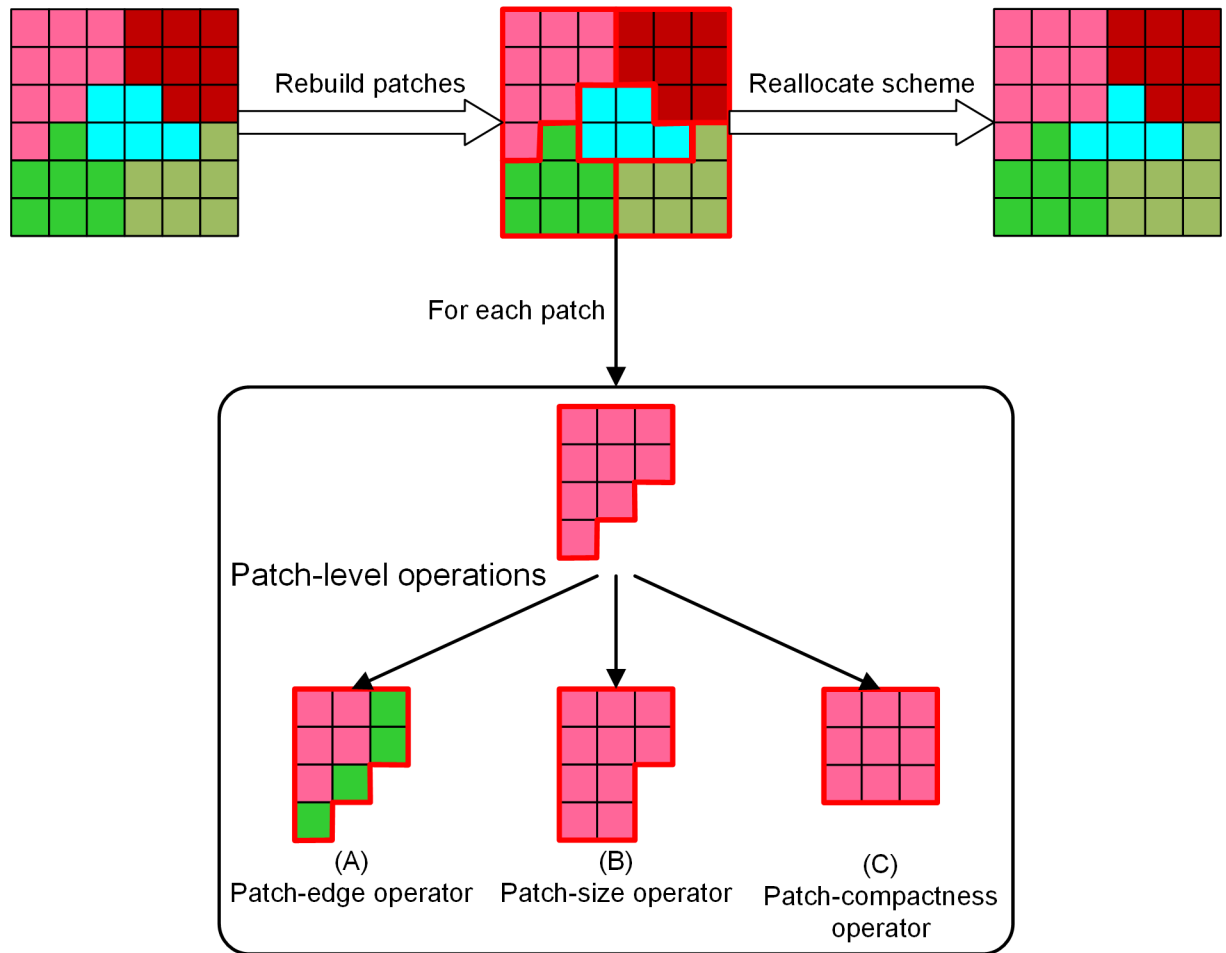 Rebuild patches
Reallocate scheme
For each patch
Patch-level operations
(A)
Patch-edge operator
(B)
Patch-size operator
(C)
Patch-compactness
operator